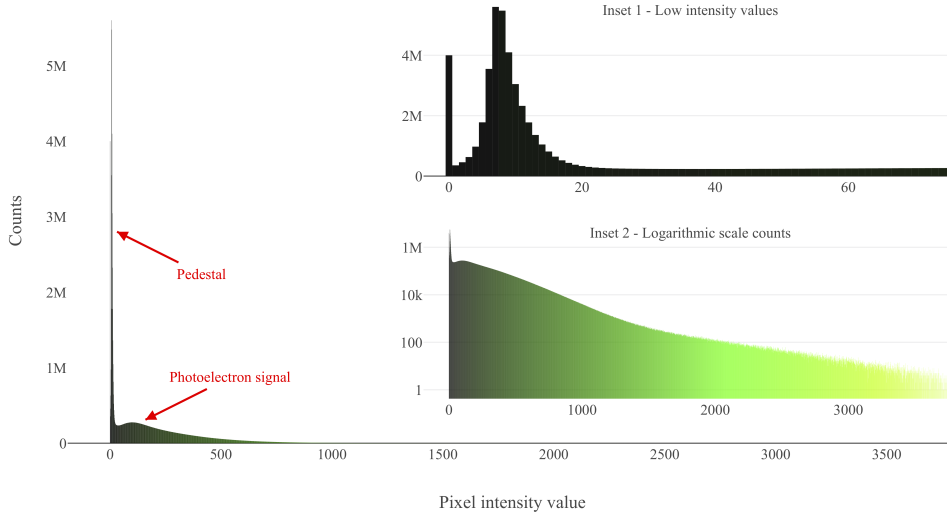 Inset 1 - Low intensity values
5M
4M
3M
2M
1M
0
Counts
4M
2M
0
0 20 40 60
Pedestal
Inset 2 - Logarithmic scale counts
1M
10k
100
1
0 1000 2000 3000
Photoelectron signal
0 500 1000 1500 2000 2500 3000 3500
Pixel intensity value